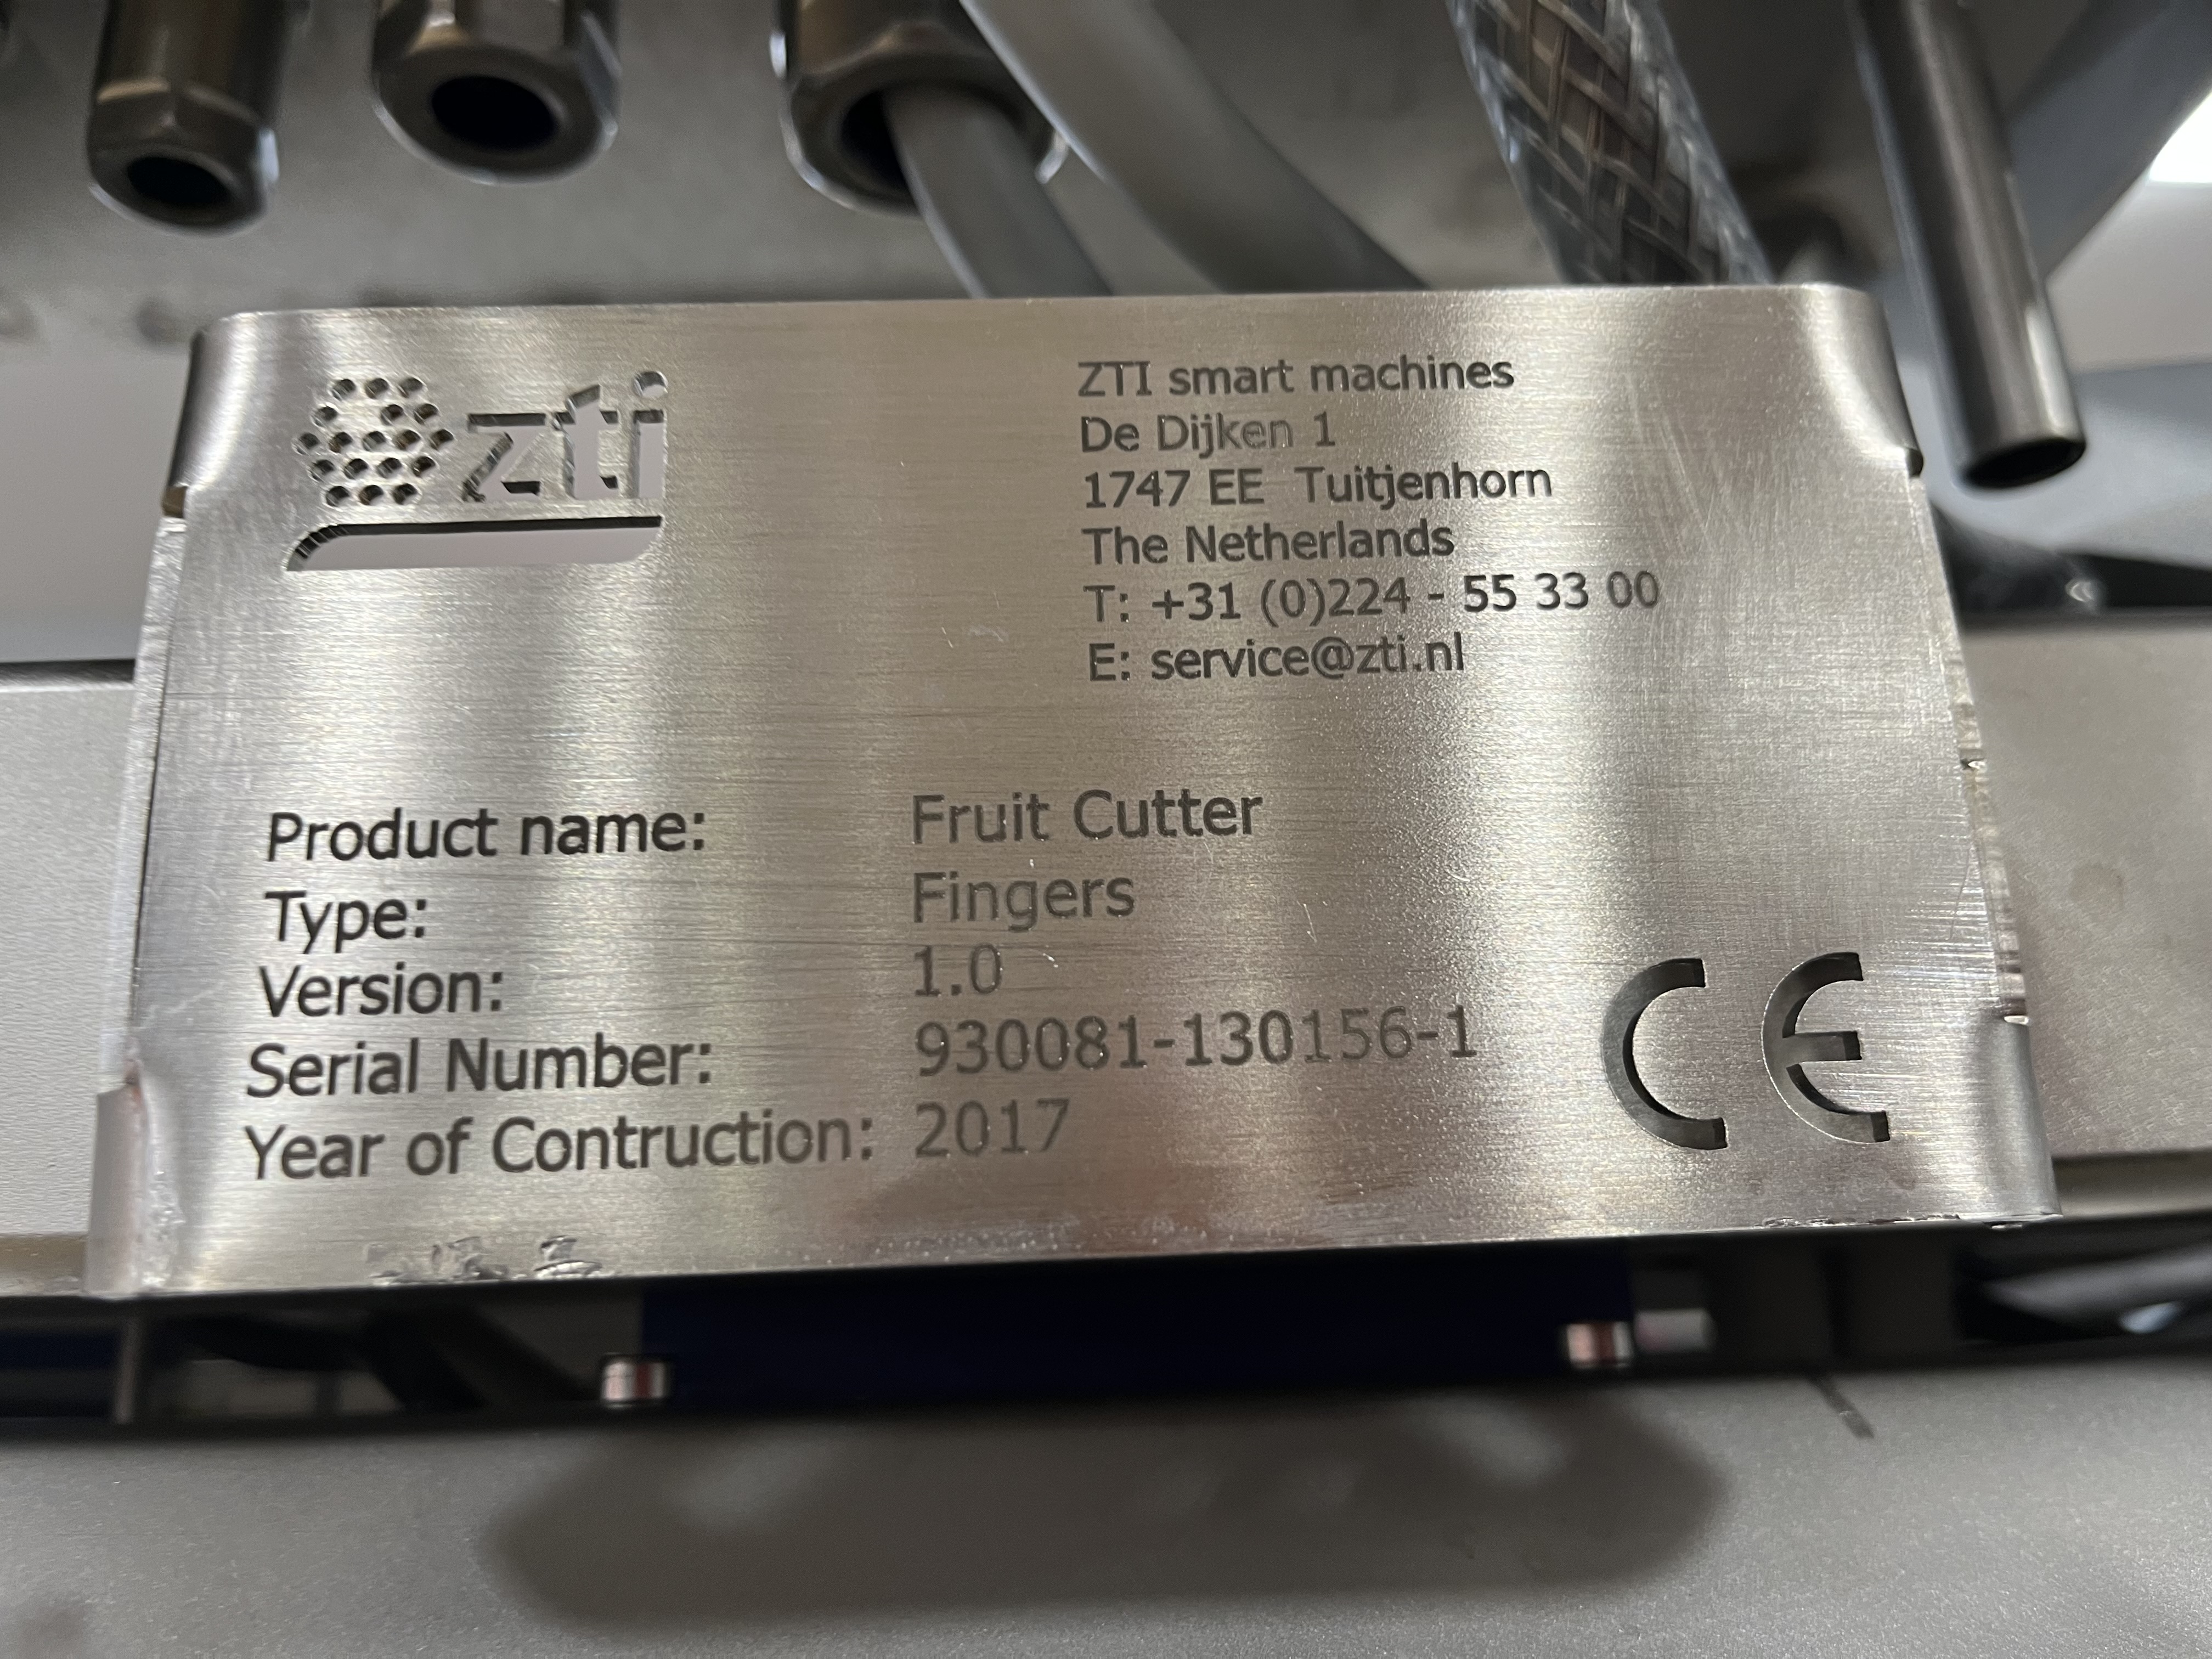 zti
ZTI smart machines
De Dijken 1
1747 EE Tuitjenhorn
The Netherlands
T: +31 (0)224 - 55 33 00
E: service@zti.nl
Product name: Fruit Cutter
Type: Fingers
Version: 1.0
Serial Number: 930081-130156-1
Year of Contruction: 2017
CE